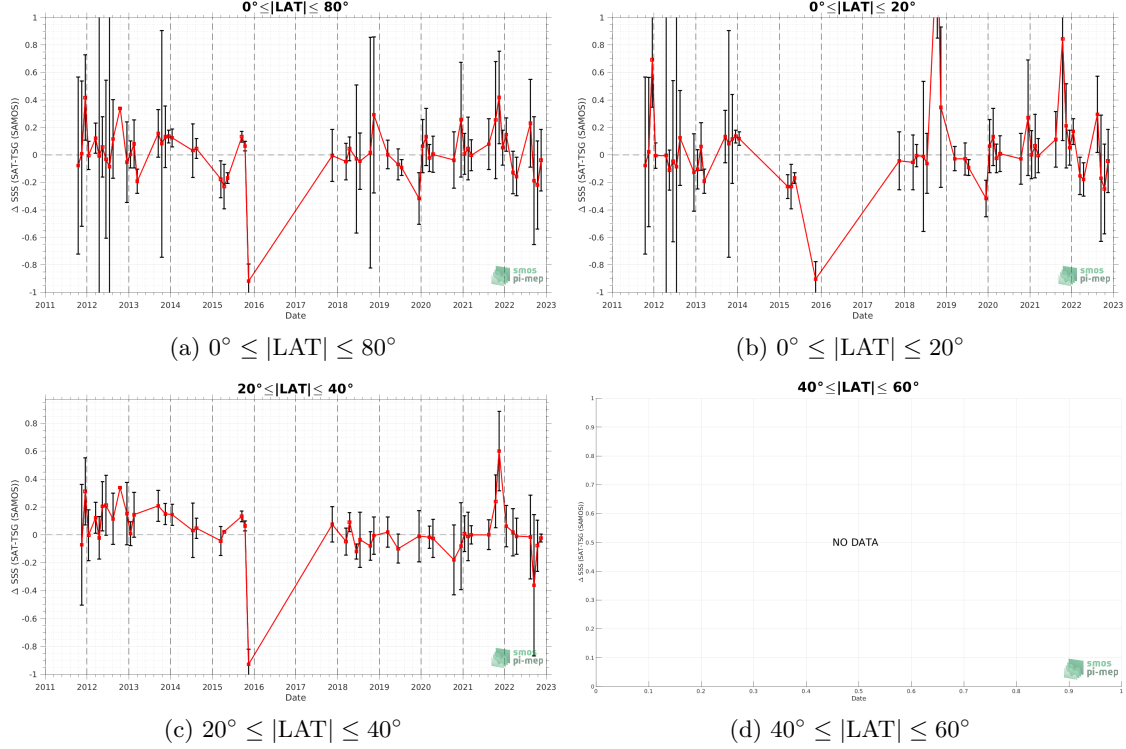 0°≤|LAT|≤ 80°
Δ SSS (SAT-TSG (SAMOS))
1
0.8
0.6
0.4
0.2
0
-0.2
-0.4
-0.6
-0.8
-1
2011 2012 2013 2014 2015 2016 2017 2018 2019 2020 2021 2022 2023
Date
smos
pi-mep
(a) 0° ≤ |LAT| ≤ 80°
0°≤|LAT|≤ 20°
Δ SSS (SAT-TSG (SAMOS))
1
0.8
0.6
0.4
0.2
0
-0.2
-0.4
-0.6
-0.8
-1
2011 2012 2013 2014 2015 2016 2017 2018 2019 2020 2021 2022 2023
Date
smos
pi-mep
(b) 0° ≤ |LAT| ≤ 20°
20°≤|LAT|≤ 40°
Δ SSS (SAT-TSG (SAMOS))
0.8
0.6
0.4
0.2
0
-0.2
-0.4
-0.6
-0.8
-1
2011 2012 2013 2014 2015 2016 2017 2018 2019 2020 2021 2022 2023
Date
smos
pi-mep
(c) 20° ≤ |LAT| ≤ 40°
40°≤|LAT|≤ 60°
Δ SSS (SAT-TSG (SAMOS))
1
0.9
0.8
0.7
0.6
0.5
0.4
0.3
0.2
0.1
0
NO DATA
0 0.1 0.2 0.3 0.4 0.5 0.6 0.7 0.8 0.9 1
Date
smos
pi-mep
(d) 40° ≤ |LAT| ≤ 60°